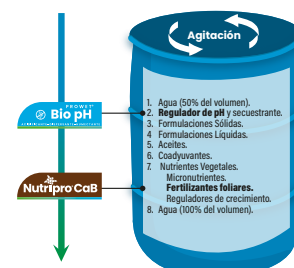 Agitación
PROWET
Bio pH
Nutripro CaB
1. Agua (50% del volumen).
2. Regulador de pH y secuestrante.
3. Formulaciones Sólidas.
4 Formulaciones Líquidas.
5. Aceites.
6. Coadyuvantes.
7. Nutrientes Vegetales.
Micronutrientes.
Fertilizantes foliares.
Reguladores de crecimiento.
8. Agua (100% del volumen).